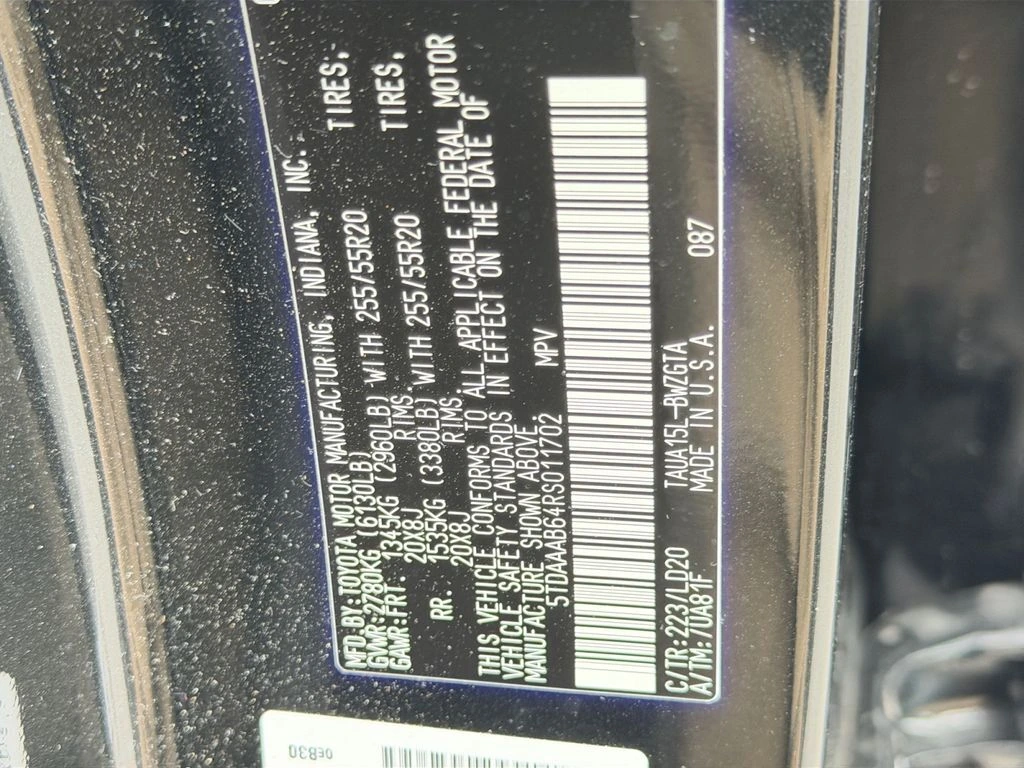 MFD.BY:TOYOTA MOTOR MANUFACTURING, INDIANA, INC.
GVWR:2780KG (6130LB)
GAWR:FRT. 1345KG (2960LB) WITH 255/55R20 TIRES,
20X8J RIMS,
RR. 1535KG (3380LB) WITH 255/55R20 TIRES,
20X8J RIMS.
THIS VEHICLE CONFORMS TO ALL APPLICABLE FEDERAL MOTOR
VEHICLE SAFETY STANDARDS IN EFFECT ON THE DATE OF
MANUFACTURE SHOWN ABOVE.
5TDAAAB64RS011702 MPV
C/TR:223/LD20 TAUA15L-BWZGTA 087
A/TM:/UA81F MADE IN U.S.A.
0EB30